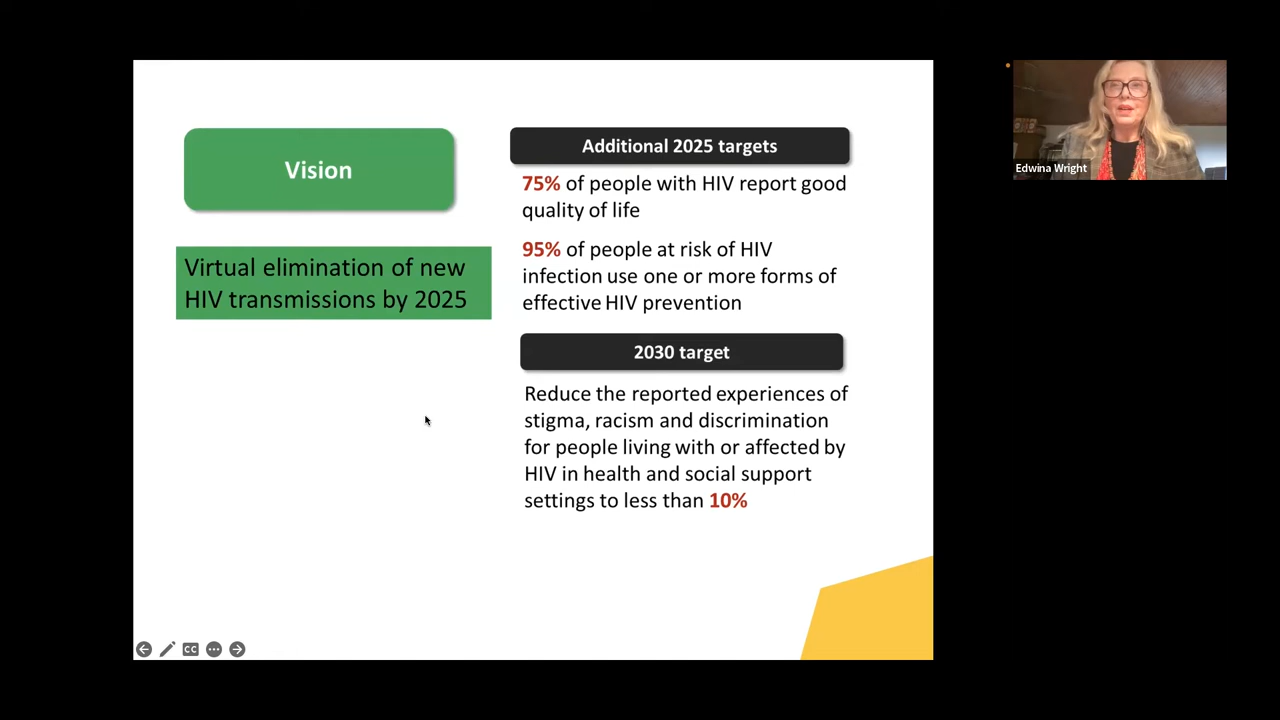 Vision
Virtual elimination of new
HIV transmissions by 2025
Additional 2025 targets
75% of people with HIV report good
quality of life
95% of people at risk of HIV
infection use one or more forms of
effective HIV prevention
2030 target
Reduce the reported experiences of
stigma, racism and discrimination
for people living with or affected by
HIV in health and social support
settings to less than 10%
CC
Edwina Wright